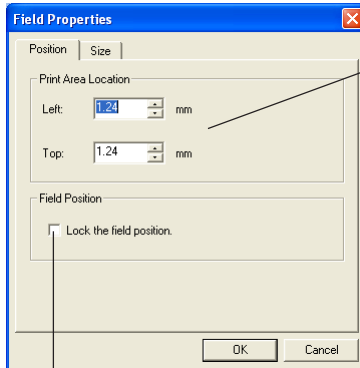 Field Properties
Position Size
Print Area Location
Left: 1.24 mm
Top: 1.24 mm
Field Position
Lock the field position.
OK Cancel